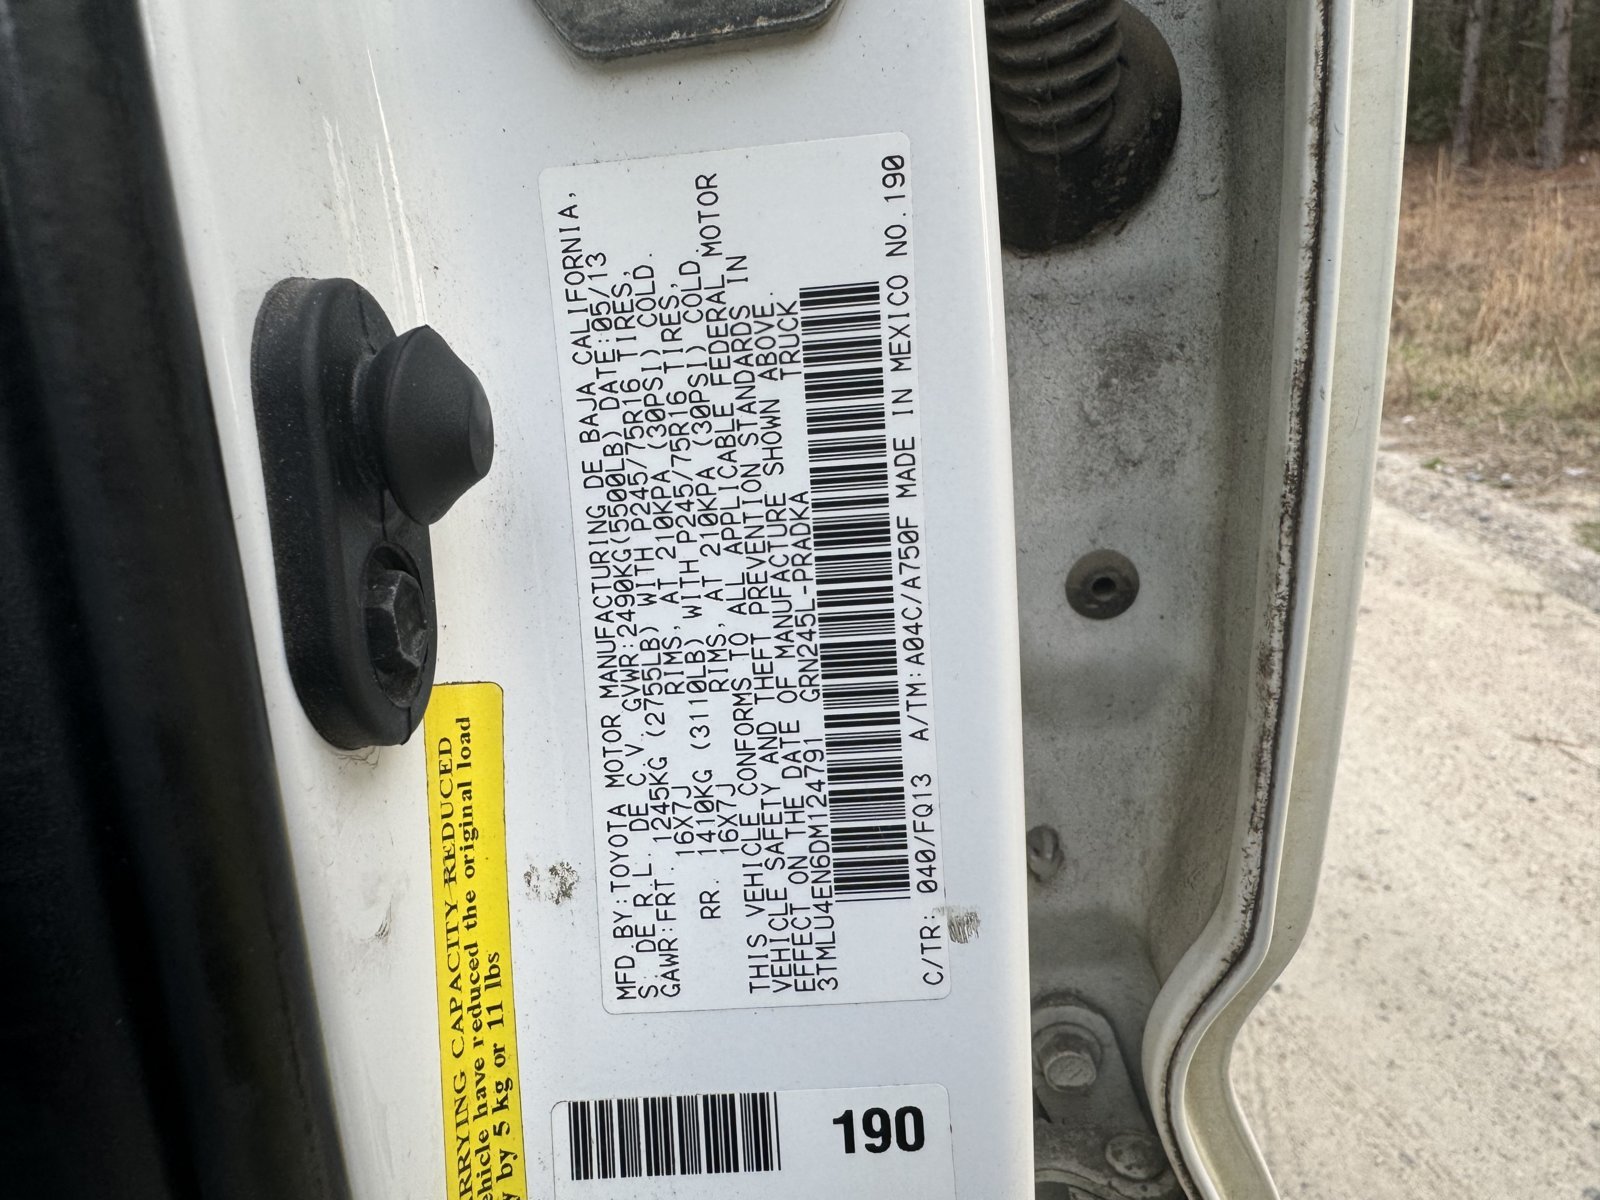 MFD.BY:TOYOTA MOTOR MANUFACTURING DE BAJA CALIFORNIA,
S. DE R.L. DE C.V. GVWR:2490KG(5500LB) DATE:05/13
GAWR:FRT. 1245KG (2755LB) WITH P245/75R16 TIRES,
16X7J RIMS, AT 210KPA (30PSI) COLD.
RR. 1410KG (3110LB) WITH P245/75R16 TIRES,
16X7J RIMS, AT 210KPA (30PSI) COLD.
THIS VEHICLE CONFORMS TO ALL APPLICABLE FEDERAL MOTOR
VEHICLE SAFETY AND THEFT PREVENTION STANDARDS IN
EFFECT ON THE DATE OF MANUFACTURE SHOWN ABOVE.
3TMLU4EN6DM124791 GRN245L-PRADKA TRUCK
C/TR: 040/FQ13 A/TM:A04C/A750F MADE IN MEXICO NO.190
CAPACITY REDUCED
have reduced the original load
by 5 kg or 11 lbs
190